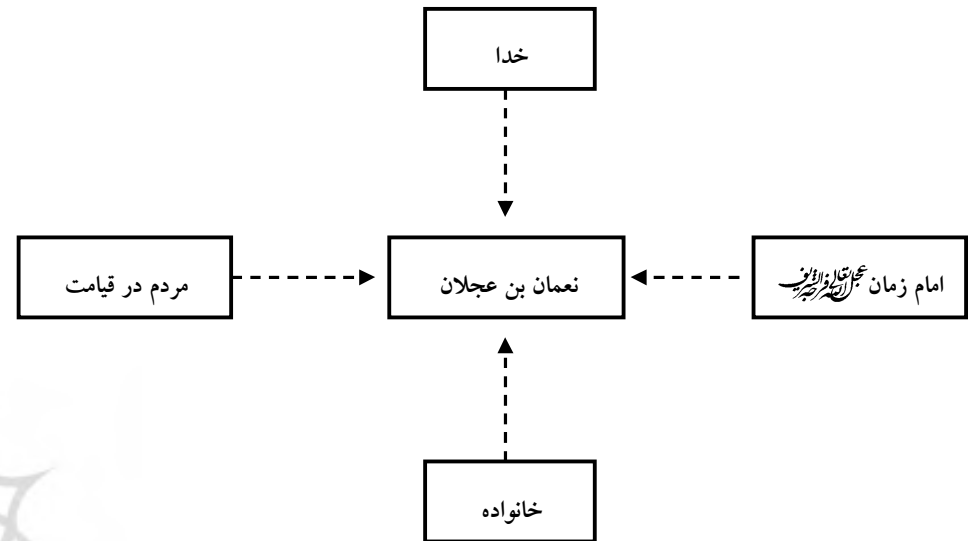 خدا
امام زمان عجل الله تعالی فرجه الشریف
نعمان بن عجلان
مردم در قیامت
خانواده